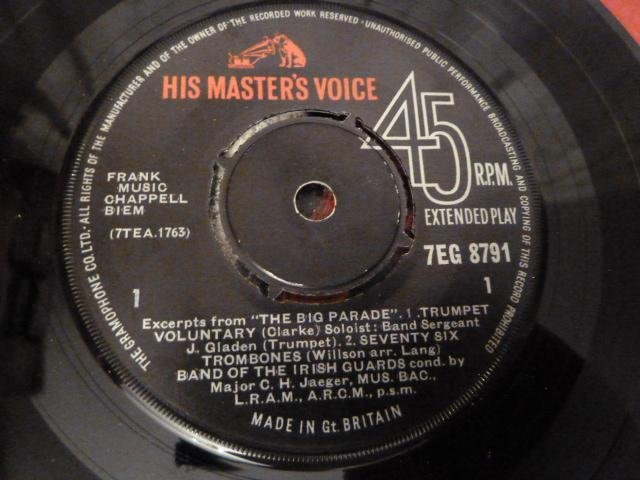 THE GRAMOPHONE CO. LTD. · ALL RIGHTS OF THE MANUFACTURER AND OF THE OWNER OF THE RECORDED WORK RESERVED · UNAUTHORISED PUBLIC PERFORMANCE BROADCASTING AND COPYING OF THIS RECORD PROHIBITED
HIS MASTER'S VOICE
45
R.P.M.
EXTENDED PLAY
FRANK
MUSIC
CHAPPELL
BIEM
(7TEA.1763)
7EG 8791
1 1
Excerpts from "THE BIG PARADE". 1. TRUMPET
VOLUNTARY (Clarke) Soloist: Band Sergeant
J. Gladen (Trumpet). 2. SEVENTY SIX
TROMBONES (Willson arr. Lang)
BAND OF THE IRISH GUARDS cond. by
Major C. H. Jaeger, MUS. BAC.,
L.R.A.M., A.R.C.M., p.s.m.
MADE IN Gt. BRITAIN